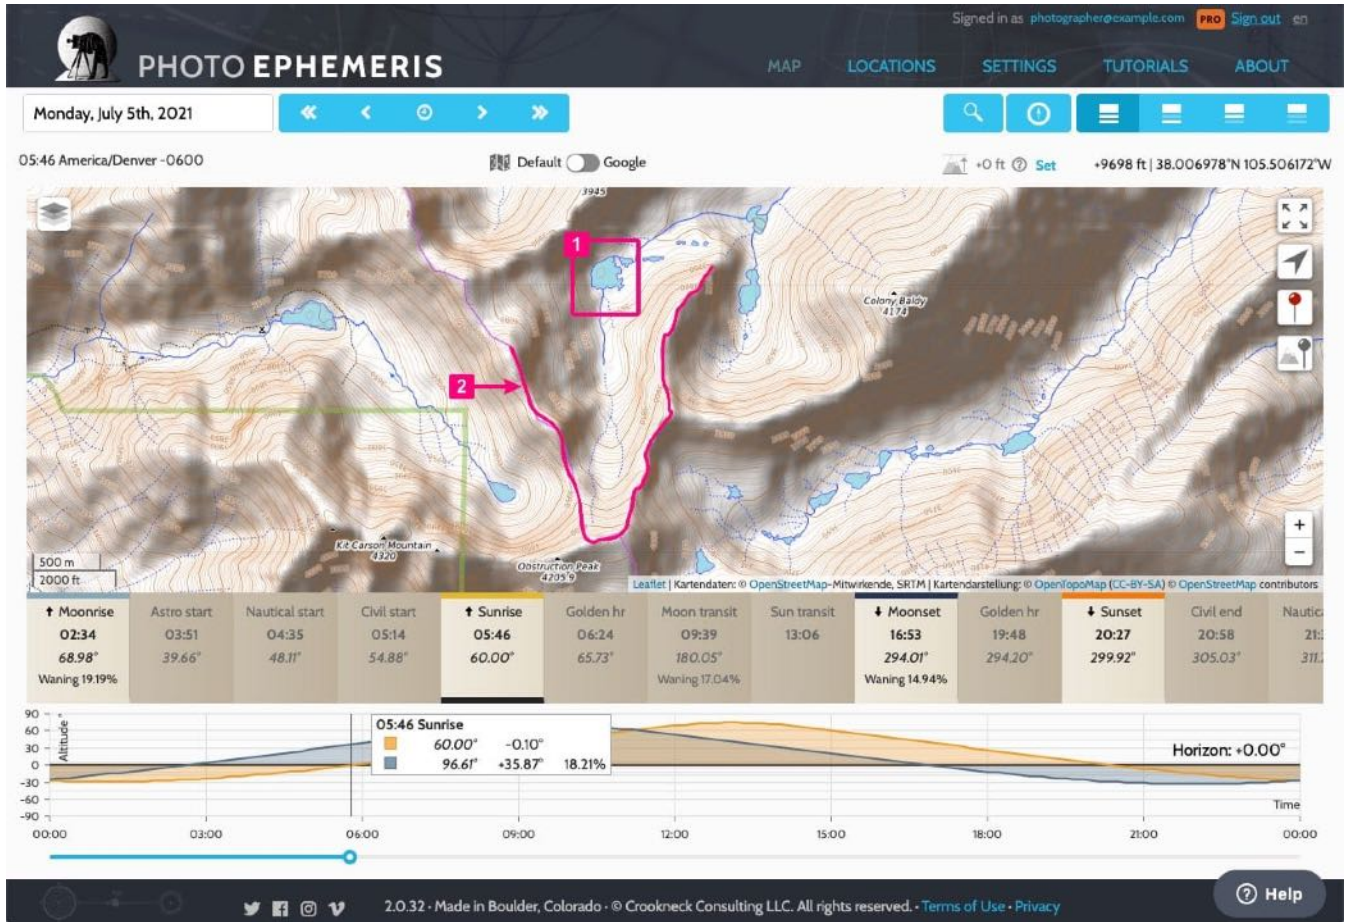 Signed in as photographer@example.com PRO Sign out en
PHOTO EPHEMERIS
MAP LOCATIONS SETTINGS TUTORIALS ABOUT
Monday, July 5th, 2021
05:46 America/Denver -0600
Default Google
+0 ft Set
+9698 ft | 38.006978°N 105.506172°W
3945
1
Colony Baldy
4174
2
Kit Carson Mountain
4320
Obstruction Peak
4205.9
500 m
2000 ft
+
−
Leaflet | Kartendaten: © OpenStreetMap-Mitwirkende, SRTM | Kartendarstellung: © OpenTopoMap (CC-BY-SA) © OpenStreetMap contributors
Moonrise Astro start Nautical start Civil start Sunrise Golden hr Moon transit Sun transit Moonset Golden hr Sunset Civil end Nautic
02:34 03:51 04:35 05:14 05:46 06:24 09:39 13:06 16:53 19:48 20:27 20:58 21:
68.98° 39.66° 48.11° 54.88° 60.00° 65.73° 180.05° 294.01° 294.20° 299.92° 305.03° 311.
Waning 19.19% Waning 17.04% Waning 14.94%
90
60
30
0
-30
-60
-90
Altitude °
05:46 Sunrise
60.00° -0.10°
96.61° +35.87° 18.21%
Horizon: +0.00°
Time
00:00 03:00 06:00 09:00 12:00 15:00 18:00 21:00 00:00
2.0.32 • Made in Boulder, Colorado • © Crookneck Consulting LLC. All rights reserved. • Terms of Use • Privacy
Help